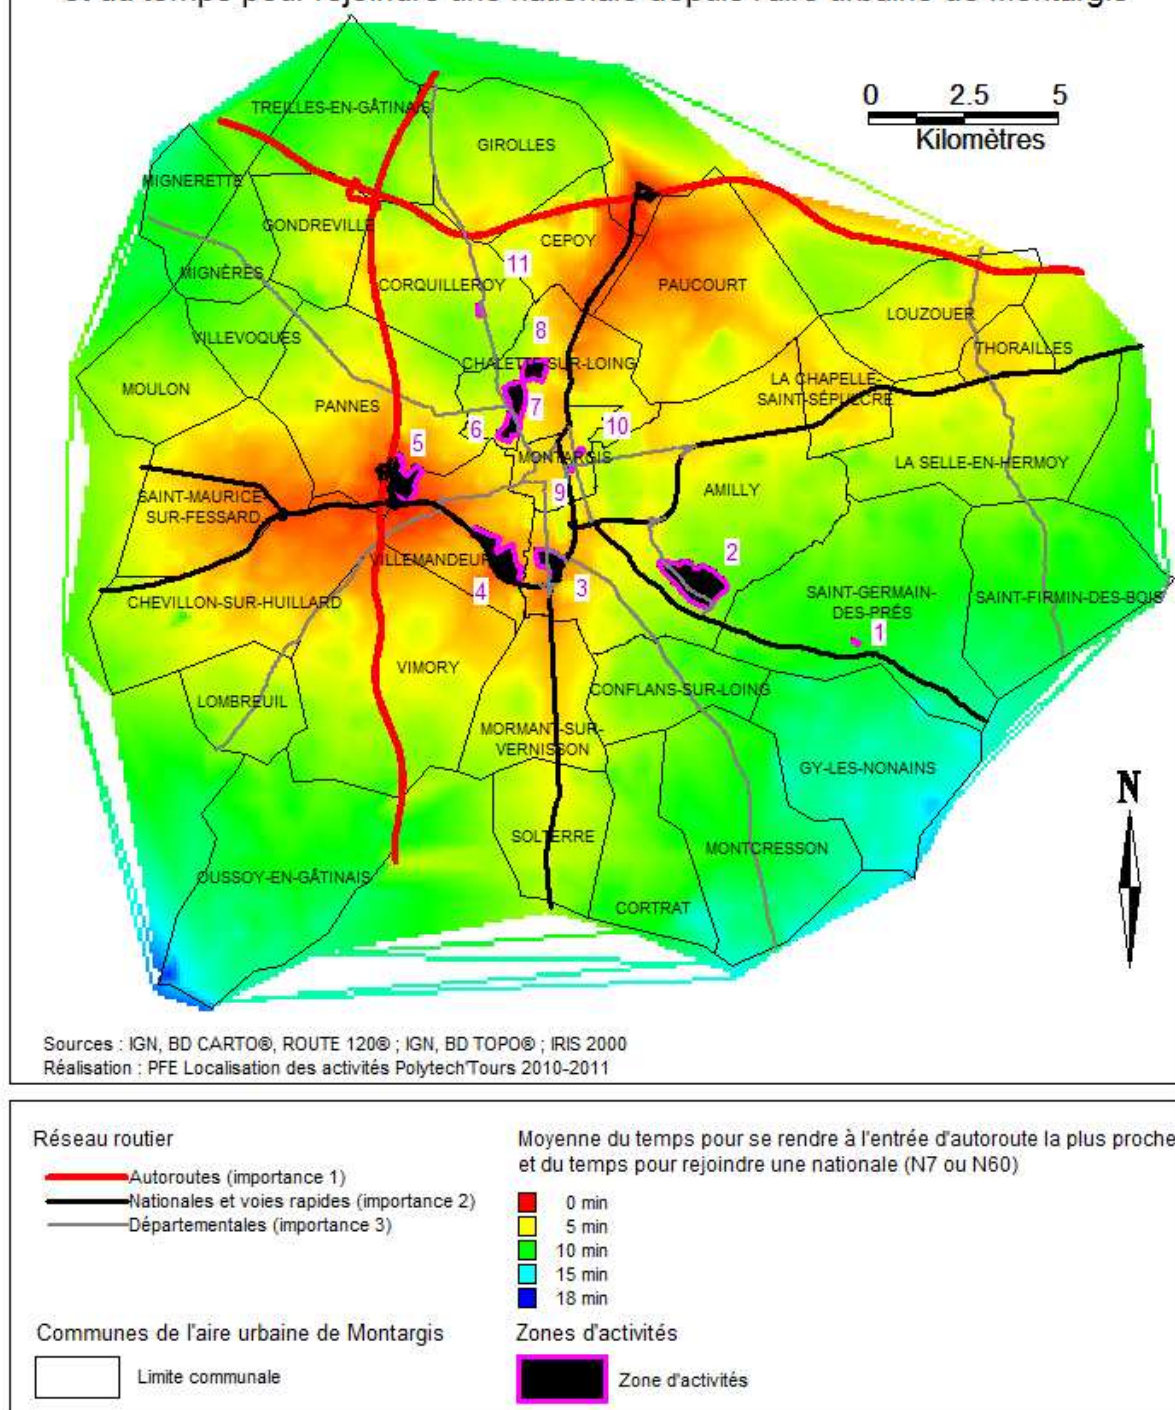 et du temps pour rejoindre une nationale depuis l'aire urbaine de Montargis
0 2.5 5
Kilomètres
TREILLES-EN-GÂTINAIS
GIROLLES
MIGNERETTE
GONDREVILLE
CEPOY
MIGNÈRES
11
CORQUILLEROY
PAUCOURT
LOUZOUER
VILLEVOQUES
8
CHALETTE-SUR-LOING
THORAILLES
MOULON
PANNES
7
LA CHAPELLE-
SAINT-SÉPULCRE
6
10
5
MONTARGIS
LA SELLE-EN-HERMOY
SAINT-MAURICE-
SUR-FESSARD
9
AMILLY
VILLEMANDEUR
2
4
3
CHEVILLON-SUR-HUILLARD
SAINT-GERMAIN-
DES-PRÉS
SAINT-FIRMIN-DES-BOIS
1
VIMORY
LOMBREUIL
CONFLANS-SUR-LOING
MORMANT-SUR-
VERNISSON
GY-LES-NONAINS
N
SOLTERRE
MONTCRESSON
OUSSOY-EN-GÂTINAIS
CORTRAT
Sources : IGN, BD CARTO®, ROUTE 120® ; IGN, BD TOPO® ; IRIS 2000
Réalisation : PFE Localisation des activités Polytech'Tours 2010-2011
Réseau routier
Autoroutes (importance 1)
Nationales et voies rapides (importance 2)
Départementales (importance 3)
Moyenne du temps pour se rendre à l'entrée d'autoroute la plus proche
et du temps pour rejoindre une nationale (N7 ou N60)
0 min
5 min
10 min
15 min
18 min
Communes de l'aire urbaine de Montargis
Limite communale
Zones d'activités
Zone d'activités